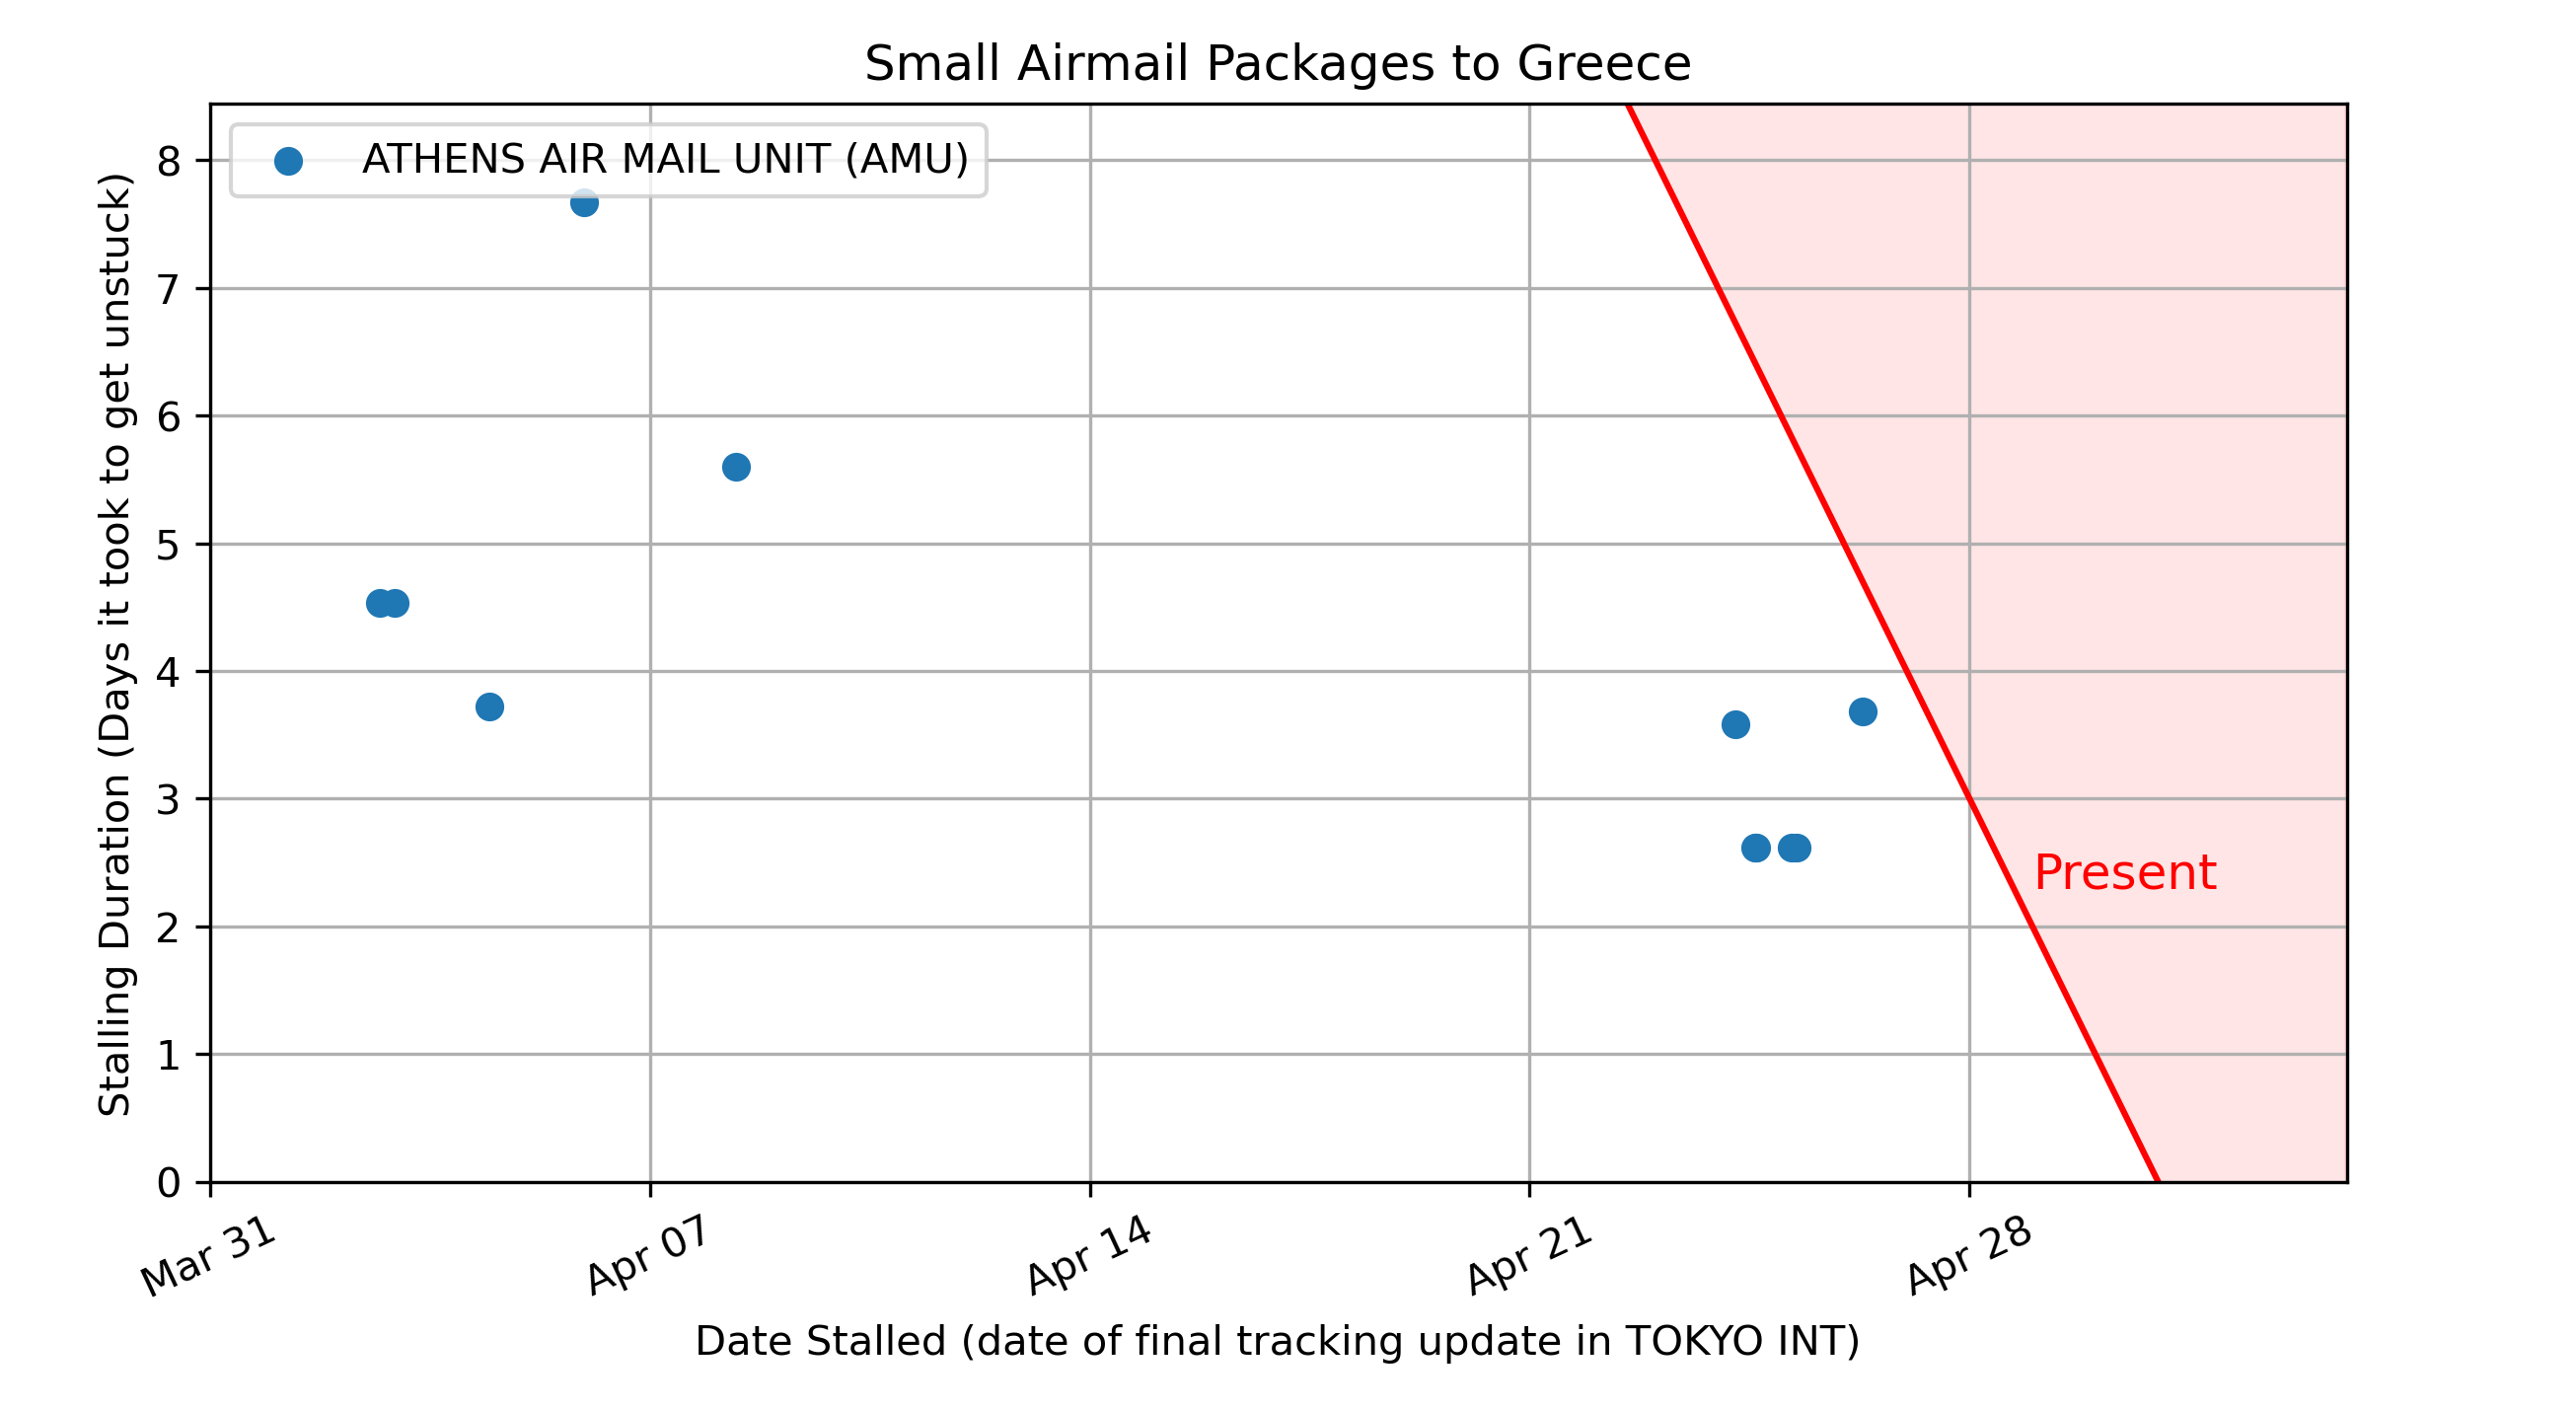 Small Airmail Packages to Greece
ATHENS AIR MAIL UNIT (AMU)
Stalling Duration (Days it took to get unstuck)
8
7
6
5
4
3
2
1
0
Present
Mar 31
Apr 07
Apr 14
Apr 21
Apr 28
Date Stalled (date of final tracking update in TOKYO INT)